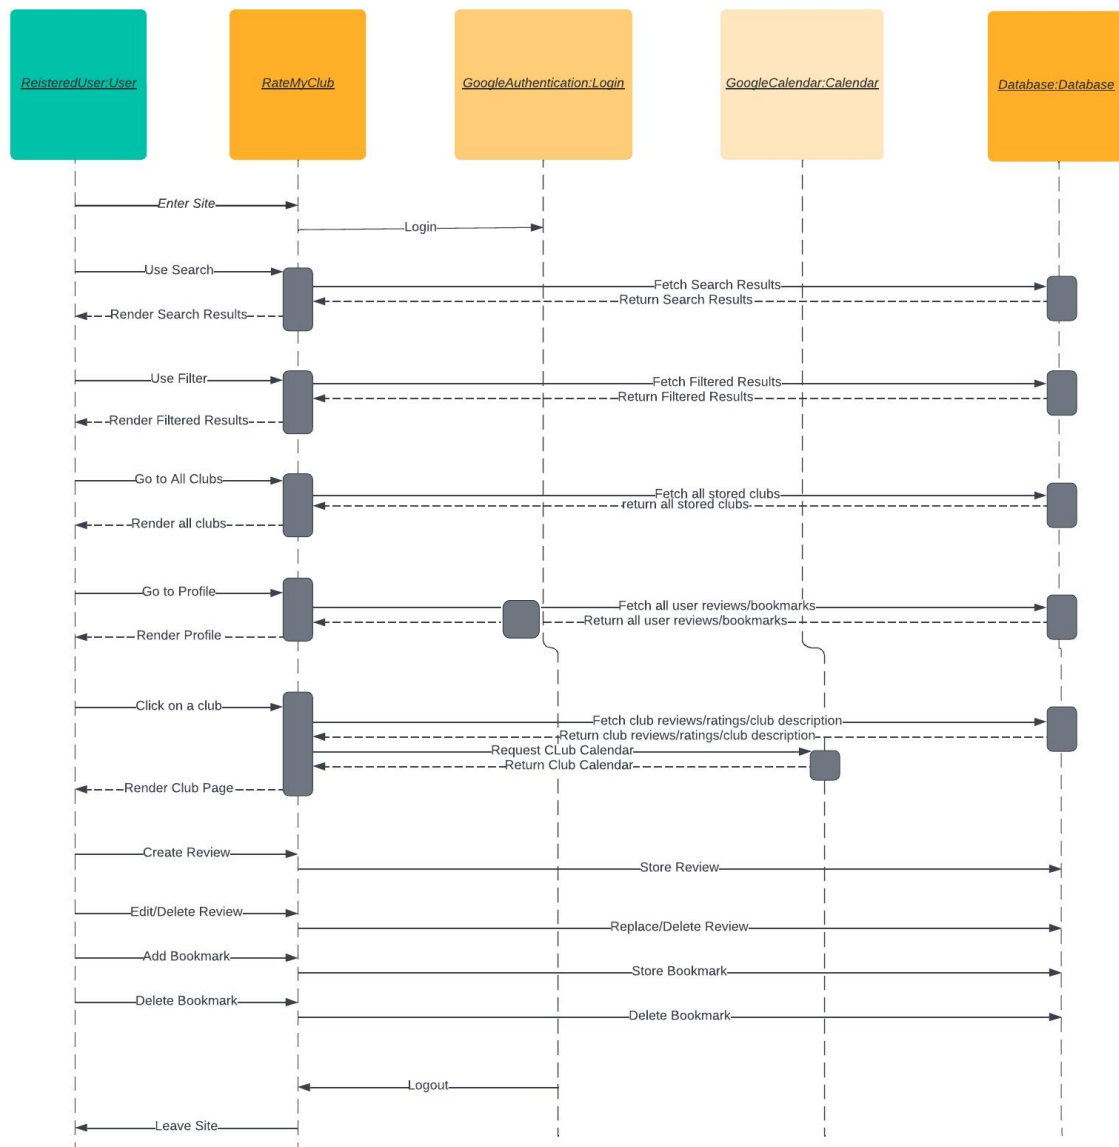 ReisteredUser:User
RateMyClub
GoogleAuthentication:Login
GoogleCalendar:Calendar
Database:Database
Enter Site
Login
Use Search
Fetch Search Results
Return Search Results
Render Search Results
Use Filter
Fetch Filtered Results
Return Filtered Results
Render Filtered Results
Go to All Clubs
Fetch all stored clubs
return all stored clubs
Render all clubs
Go to Profile
Fetch all user reviews/bookmarks
Return all user reviews/bookmarks
Render Profile
Click on a club
Fetch club reviews/ratings/club description
Return club reviews/ratings/club description
Request CLub Calendar
Return Club Calendar
Render Club Page
Create Review
Store Review
Edit/Delete Review
Replace/Delete Review
Add Bookmark
Store Bookmark
Delete Bookmark
Delete Bookmark
Logout
Leave Site